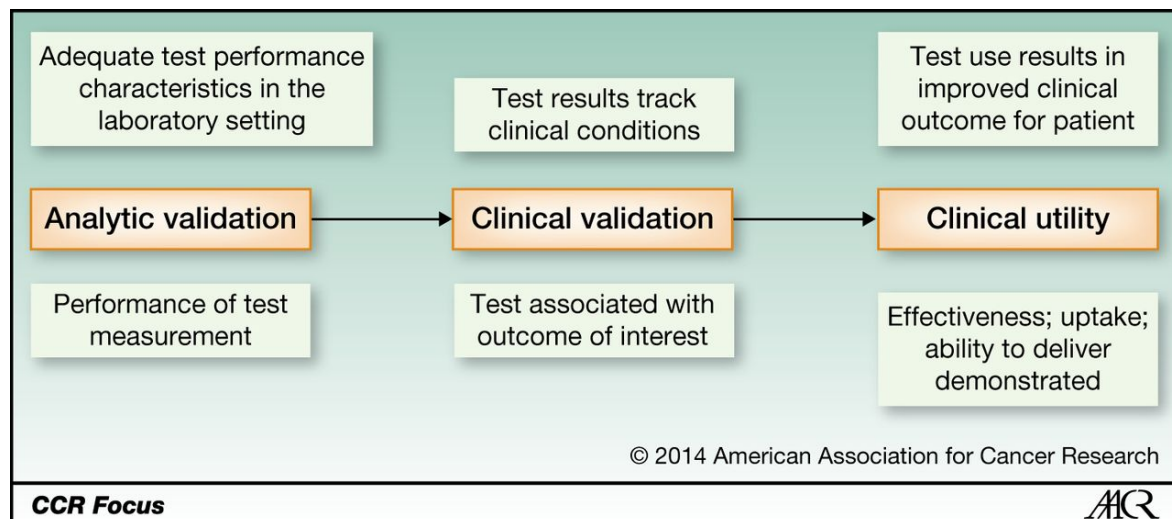 Adequate test performance
characteristics in the
laboratory setting
Test results track
clinical conditions
Test use results in
improved clinical
outcome for patient
Analytic validation
Clinical validation
Clinical utility
Performance of test
measurement
Test associated with
outcome of interest
Effectiveness; uptake;
ability to deliver
demonstrated
© 2014 American Association for Cancer Research
CCR Focus
AACR